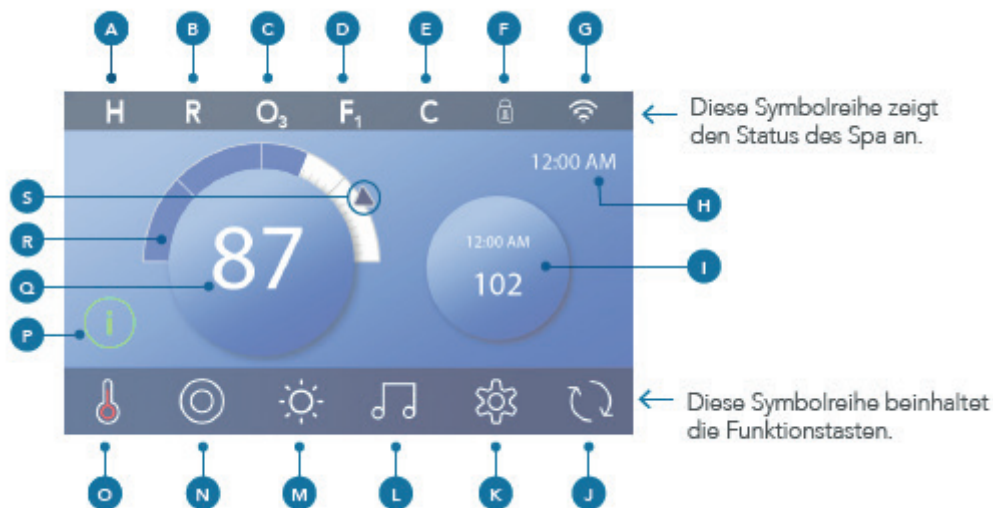 A B C D E F G
H R O₃ F₁ C
Diese Symbolreihe zeigt
den Status des Spa an.
12:00 AM
S
H
R
87
12:00 AM
I
Q
102
i
P
Diese Symbolreihe beinhaltet
die Funktionstasten.
O N M L K J